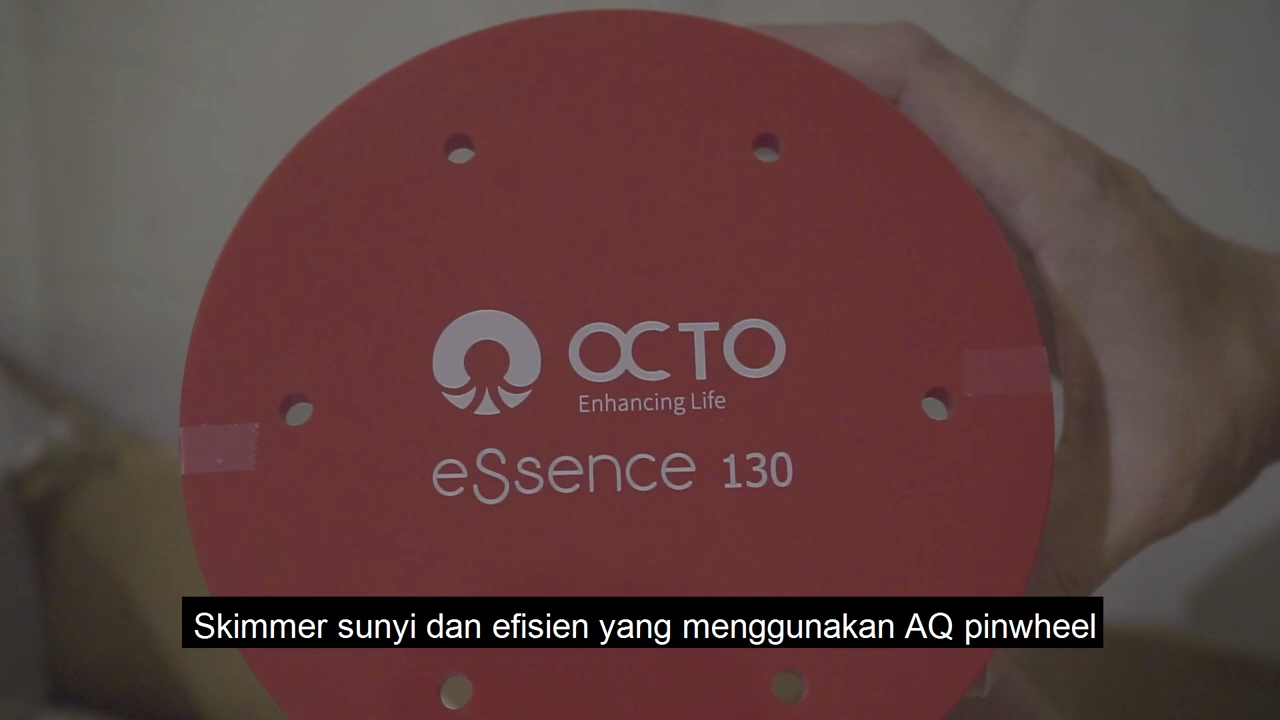 OCTO
Enhancing Life
eSsence 130
Skimmer sunyi dan efisien yang menggunakan AQ pinwheel